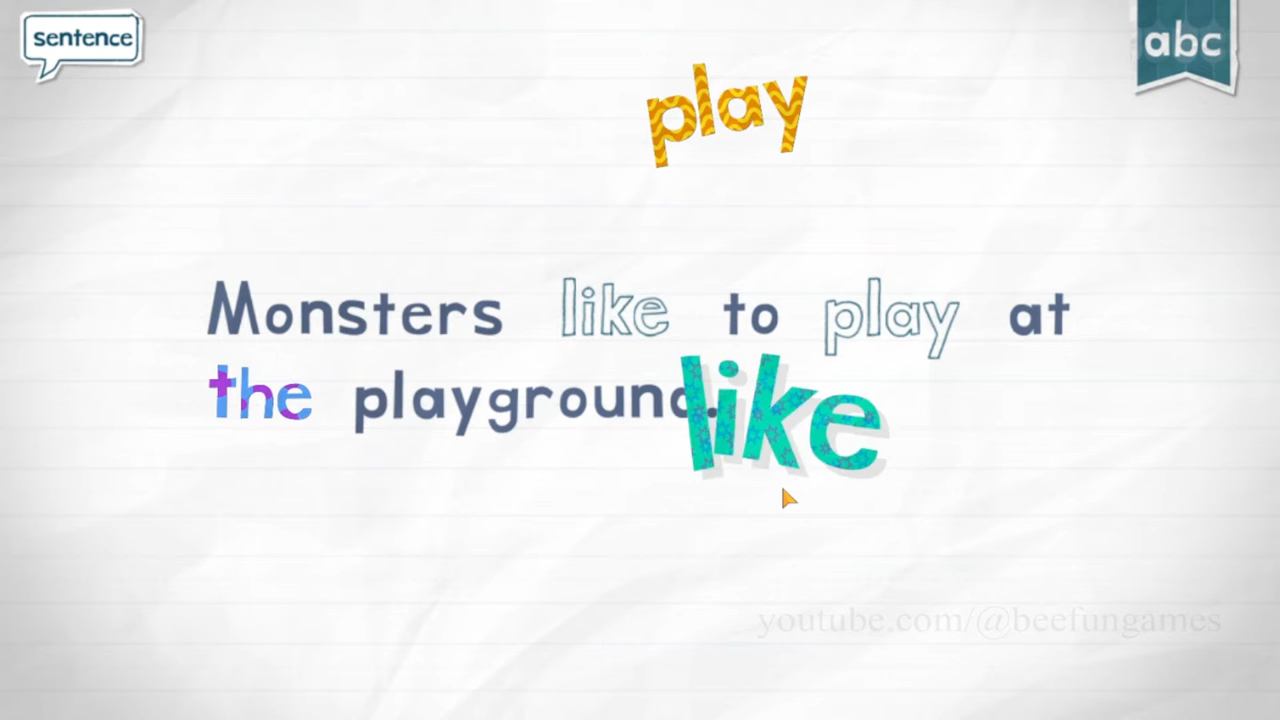 sentence
abc
play
Monsters like to play at
the playground.
like
youtube.com/@beefungames